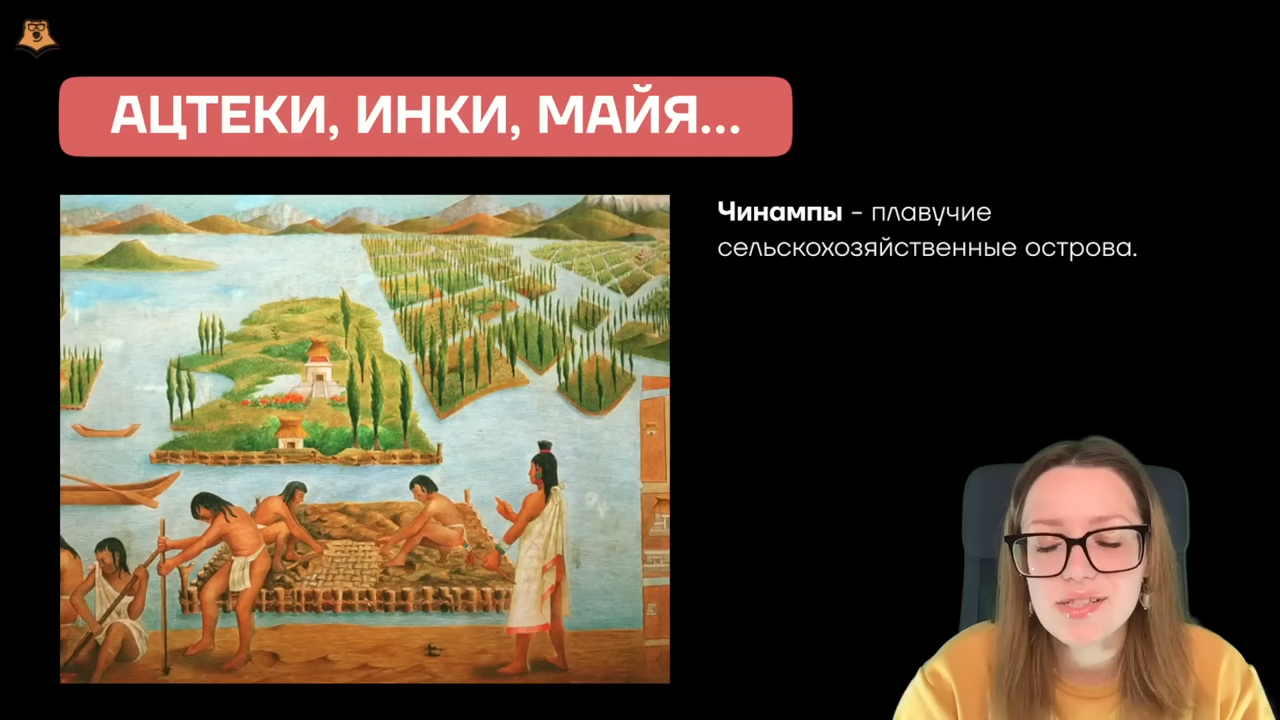 АЦТЕКИ, ИНКИ, МАЙЯ...
Чинампы - плавучие
сельскохозяйственные острова.